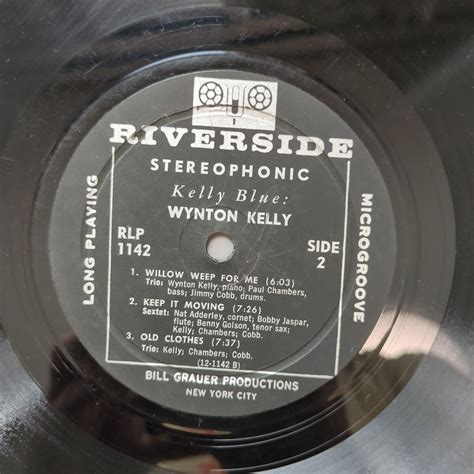 RIVERSIDE
STEREOPHONIC
Kelly Blue:
WYNTON KELLY
RLP
1142
SIDE
2
LONG PLAYING
MICROGROOVE
1. WILLOW WEEP FOR ME (6:03)
Trio: Wynton Kelly, piano; Paul Chambers,
bass; Jimmy Cobb, drums.
2. KEEP IT MOVING (7:26)
Sextet: Nat Adderley, cornet; Bobby Jaspar,
flute; Benny Golson, tenor sax;
Kelly; Chambers; Cobb.
3. OLD CLOTHES (7:37)
Trio: Kelly; Chambers; Cobb.
(12-1142 B)
BILL GRAUER PRODUCTIONS
NEW YORK CITY